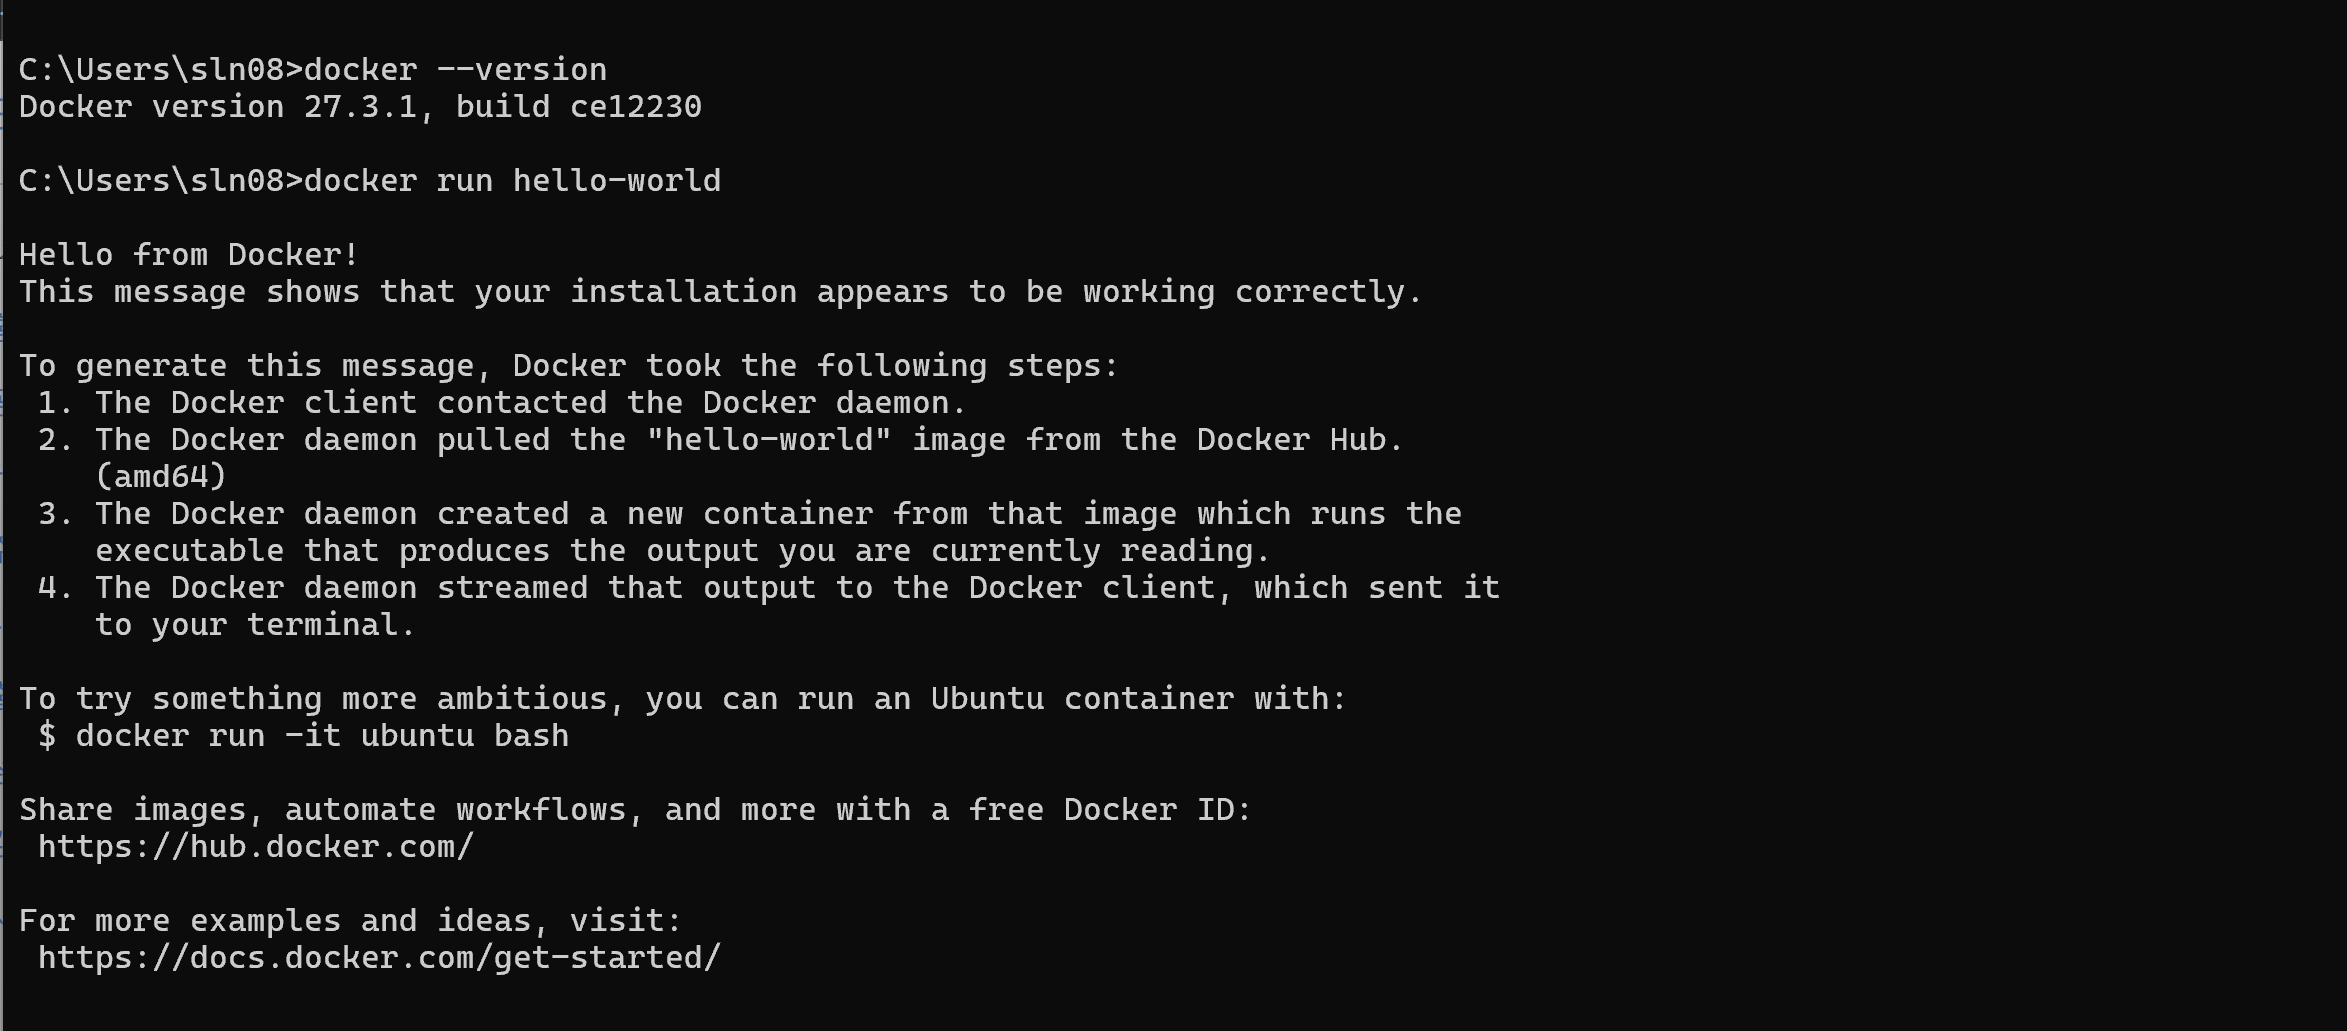 C:\Users\sln08>docker --version
Docker version 27.3.1, build ce12230
C:\Users\sln08>docker run hello-world
Hello from Docker!
This message shows that your installation appears to be working correctly.
To generate this message, Docker took the following steps:
 1. The Docker client contacted the Docker daemon.
 2. The Docker daemon pulled the "hello-world" image from the Docker Hub.
    (amd64)
 3. The Docker daemon created a new container from that image which runs the
    executable that produces the output you are currently reading.
 4. The Docker daemon streamed that output to the Docker client, which sent it
    to your terminal.
To try something more ambitious, you can run an Ubuntu container with:
 $ docker run -it ubuntu bash
Share images, automate workflows, and more with a free Docker ID:
 https://hub.docker.com/
For more examples and ideas, visit:
 https://docs.docker.com/get-started/